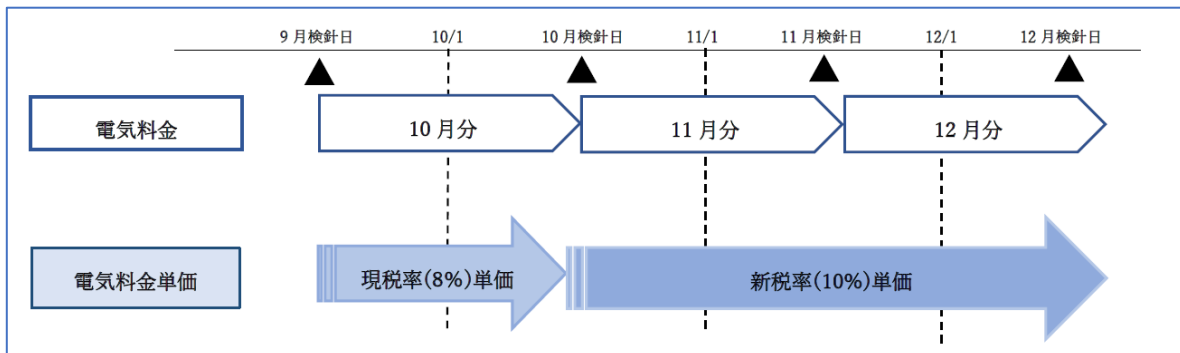 9月検針日 10/1 10月検針日 11/1 11月検針日 12/1 12月検針日
電気料金 10月分 11月分 12月分
電気料金単価 現税率(8%)単価 新税率(10%)単価